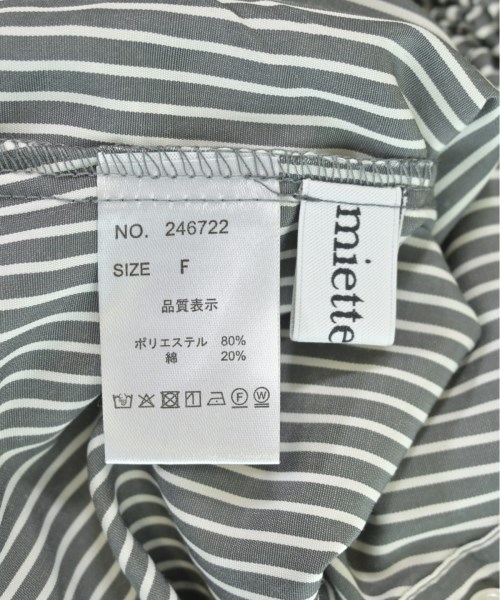 NO. 246722
SIZE F
品質表示
ポリエステル 80%
綿 20%
F W
miette